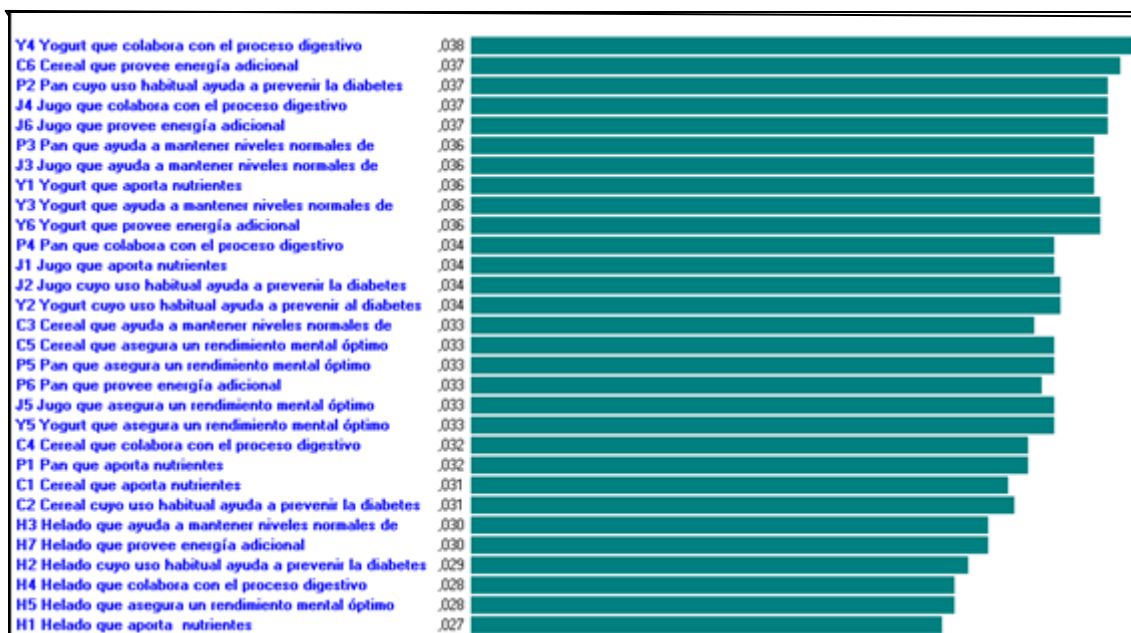 Y4 Yogurt que colabora con el proceso digestivo ,038
C6 Cereal que provee energía adicional ,037
P2 Pan cuyo uso habitual ayuda a prevenir la diabetes ,037
J4 Jugo que colabora con el proceso digestivo ,037
J6 Jugo que provee energía adicional ,037
P3 Pan que ayuda a mantener niveles normales de ,036
J3 Jugo que ayuda a mantener niveles normales de ,036
Y1 Yogurt que aporta nutrientes ,036
Y3 Yogurt que ayuda a mantener niveles normales de ,036
Y6 Yogurt que provee energía adicional ,036
P4 Pan que colabora con el proceso digestivo ,034
J1 Jugo que aporta nutrientes ,034
J2 Jugo cuyo uso habitual ayuda a prevenir la diabetes ,034
Y2 Yogurt cuyo uso habitual ayuda a prevenir al diabetes ,034
C3 Cereal que ayuda a mantener niveles normales de ,033
C5 Cereal que asegura un rendimiento mental óptimo ,033
P5 Pan que asegura un rendimiento mental óptimo ,033
P6 Pan que provee energía adicional ,033
J5 Jugo que asegura un rendimiento mental óptimo ,033
Y5 Yogurt que asegura un rendimiento mental óptimo ,033
C4 Cereal que colabora con el proceso digestivo ,032
P1 Pan que aporta nutrientes ,032
C1 Cereal que aporta nutrientes ,031
C2 Cereal cuyo uso habitual ayuda a prevenir la diabetes ,031
H3 Helado que ayuda a mantener niveles normales de ,030
H7 Helado que provee energía adicional ,030
H2 Helado cuyo uso habitual ayuda a prevenir la diabetes ,029
H4 Helado que colabora con el proceso digestivo ,028
H5 Helado que asegura un rendimiento mental óptimo ,028
H1 Helado que aporta nutrientes ,027